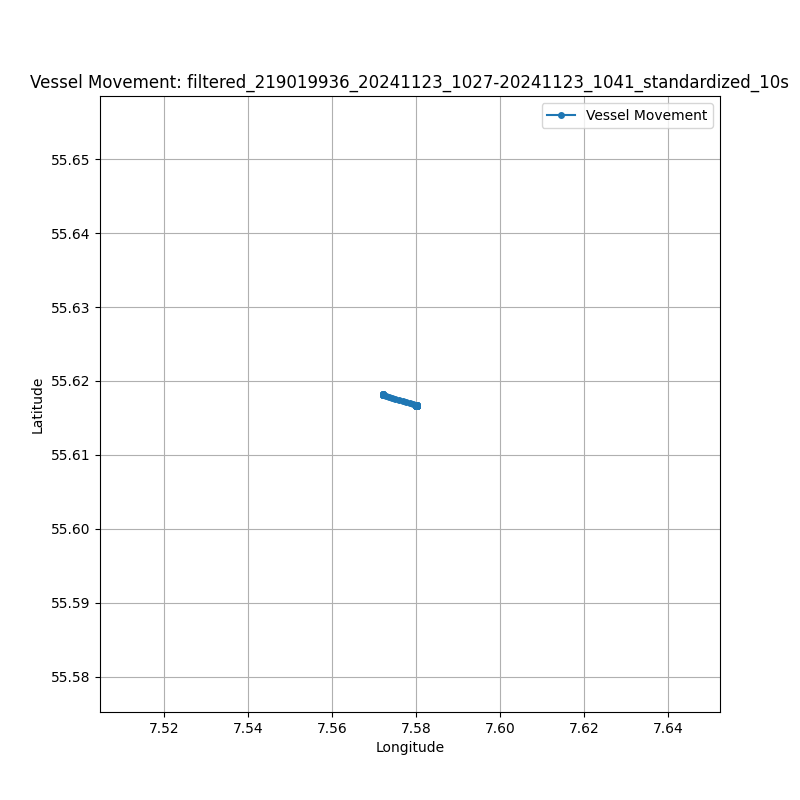 Vessel Movement: filtered_219019936_20241123_1027-20241123_1041_standardized_10s
Vessel Movement
55.65
55.64
55.63
55.62
55.61
55.60
55.59
55.58
Latitude
7.52 7.54 7.56 7.58 7.60 7.62 7.64
Longitude